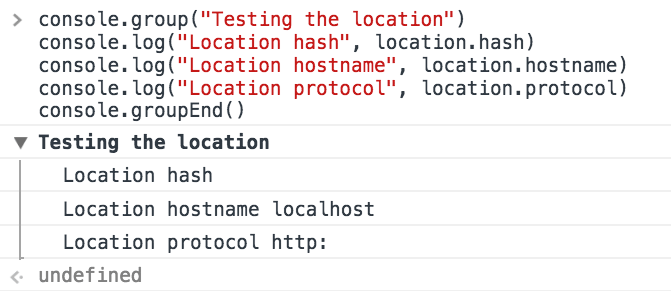 > console.group("Testing the location")
console.log("Location hash", location.hash)
console.log("Location hostname", location.hostname)
console.log("Location protocol", location.protocol)
console.groupEnd()
▼ Testing the location
Location hash
Location hostname localhost
Location protocol http:
undefined